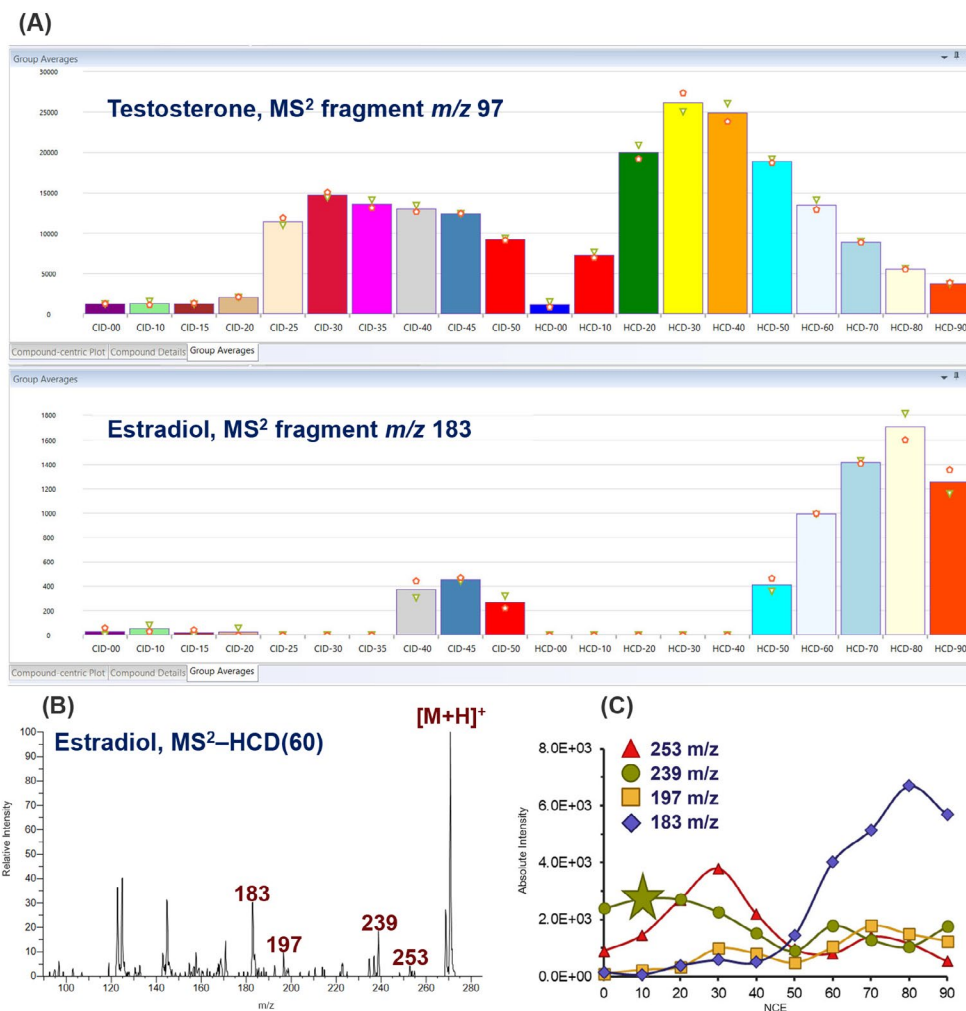 (A)
Group Averages
Testosterone, MS² fragment m/z 97
30000
25000
20000
15000
10000
5000
0
CID-00 CID-10 CID-15 CID-20 CID-25 CID-30 CID-35 CID-40 CID-45 CID-50 HCD-00 HCD-10 HCD-20 HCD-30 HCD-40 HCD-50 HCD-60 HCD-70 HCD-80 HCD-90
Compound-centric Plot Compound Details Group Averages
Group Averages
Estradiol, MS² fragment m/z 183
1800
1600
1400
1200
1000
800
600
400
200
0
CID-00 CID-10 CID-15 CID-20 CID-25 CID-30 CID-35 CID-40 CID-45 CID-50 HCD-00 HCD-10 HCD-20 HCD-30 HCD-40 HCD-50 HCD-60 HCD-70 HCD-80 HCD-90
Compound-centric Plot Compound Details Group Averages
(B)
[M+H]⁺
Estradiol, MS²–HCD(60)
Relative Intensity
100
90
80
70
60
50
40
30
20
10
0
183
197
239
253
100 120 140 160 180 200 220 240 260 280
m/z
(C)
253 m/z
239 m/z
197 m/z
183 m/z
Absolute Intensity
8.0E+03
6.0E+03
4.0E+03
2.0E+03
0.0E+00
0 10 20 30 40 50 60 70 80 90
NCE